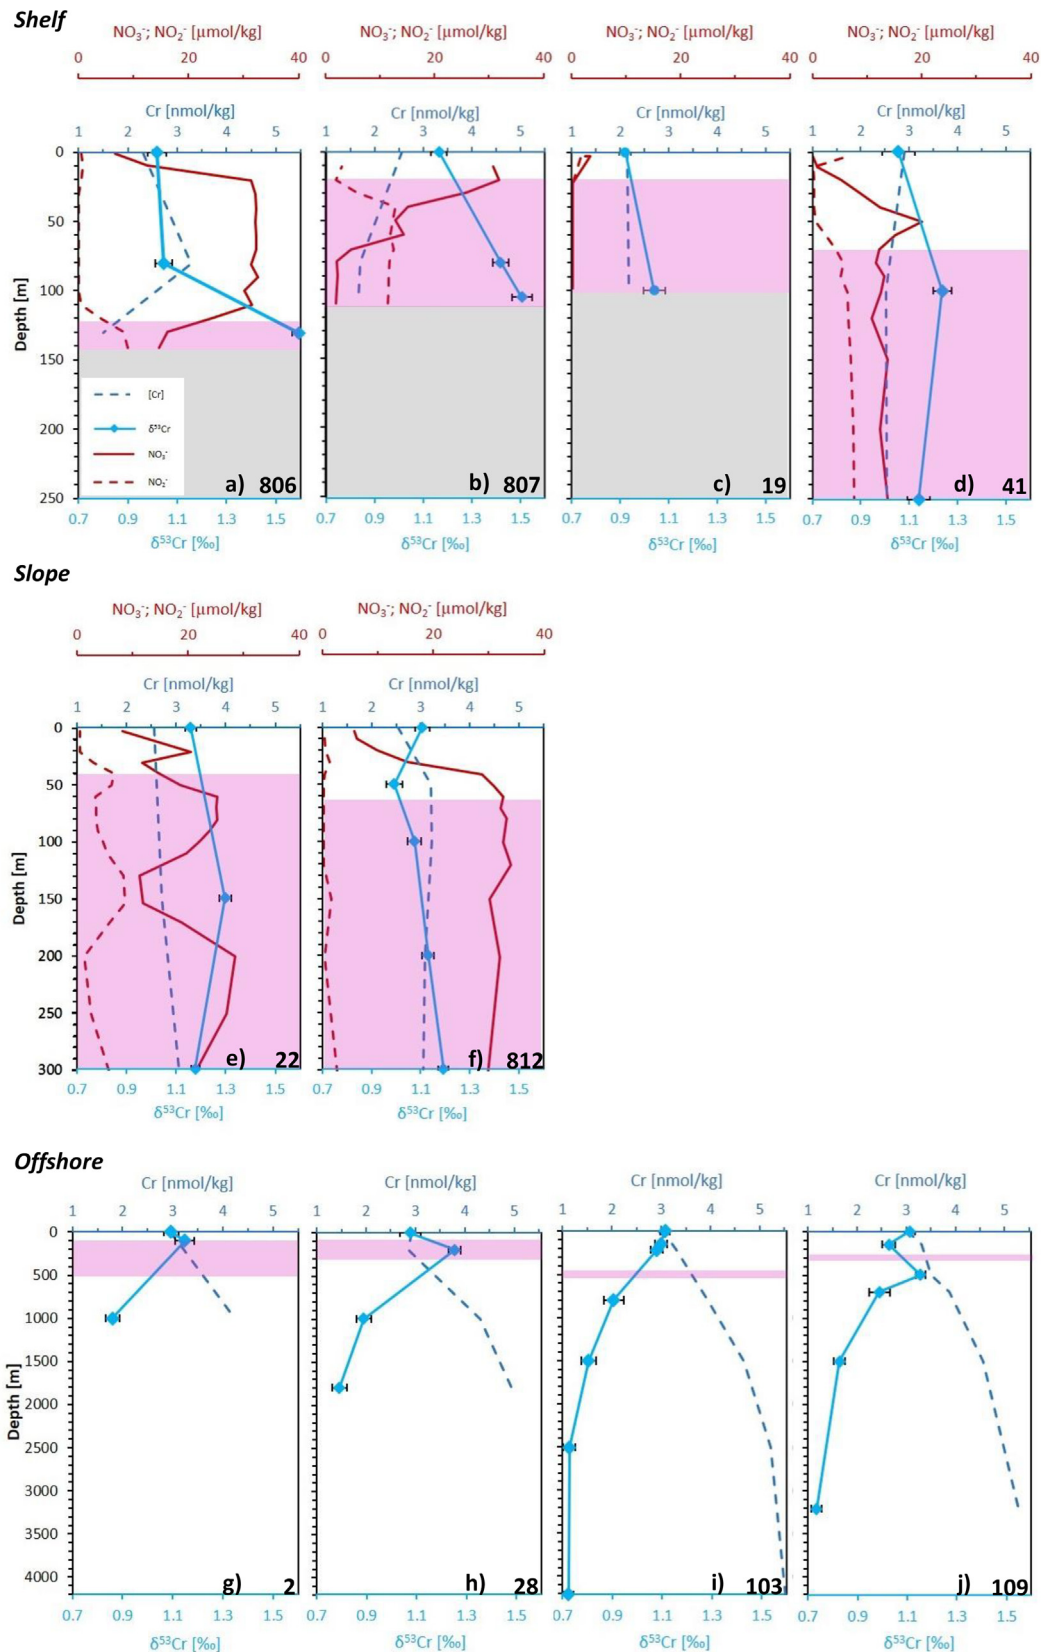 Shelf
NO₃⁻; NO₂⁻ [µmol/kg] NO₃⁻; NO₂⁻ [µmol/kg] NO₃⁻; NO₂⁻ [µmol/kg] NO₃⁻; NO₂⁻ [µmol/kg]
0 20 40 0 20 40 0 20 40 0 20 40
Cr [nmol/kg] Cr [nmol/kg] Cr [nmol/kg] Cr [nmol/kg]
1 2 3 4 5 1 2 3 4 5 1 2 3 4 5 1 2 3 4 5
0
50
100
150
200
250
Depth [m]
[Cr]
δ⁵³Cr
NO₃⁻
NO₂⁻
a) 806 b) 807 c) 19 d) 41
0.7 0.9 1.1 1.3 1.5 0.7 0.9 1.1 1.3 1.5 0.7 0.9 1.1 1.3 1.5 0.7 0.9 1.1 1.3 1.5
δ⁵³Cr [‰] δ⁵³Cr [‰] δ⁵³Cr [‰] δ⁵³Cr [‰]
Slope
NO₃⁻; NO₂⁻ [µmol/kg] NO₃⁻; NO₂⁻ [µmol/kg]
0 20 40 0 20 40
Cr [nmol/kg] Cr [nmol/kg]
1 2 3 4 5 1 2 3 4 5
0
50
100
150
200
250
300
Depth [m]
e) 22 f) 812
0.7 0.9 1.1 1.3 1.5 0.7 0.9 1.1 1.3 1.5
δ⁵³Cr [‰] δ⁵³Cr [‰]
Offshore
Cr [nmol/kg] Cr [nmol/kg] Cr [nmol/kg] Cr [nmol/kg]
1 2 3 4 5 1 2 3 4 5 1 2 3 4 5 1 2 3 4 5
0
500
1000
1500
2000
2500
3000
3500
4000
Depth [m]
g) 2 h) 28 i) 103 j) 109
0.7 0.9 1.1 1.3 1.5 0.7 0.9 1.1 1.3 1.5 0.7 0.9 1.1 1.3 1.5 0.7 0.9 1.1 1.3 1.5
δ⁵³Cr [‰] δ⁵³Cr [‰] δ⁵³Cr [‰] δ⁵³Cr [‰]